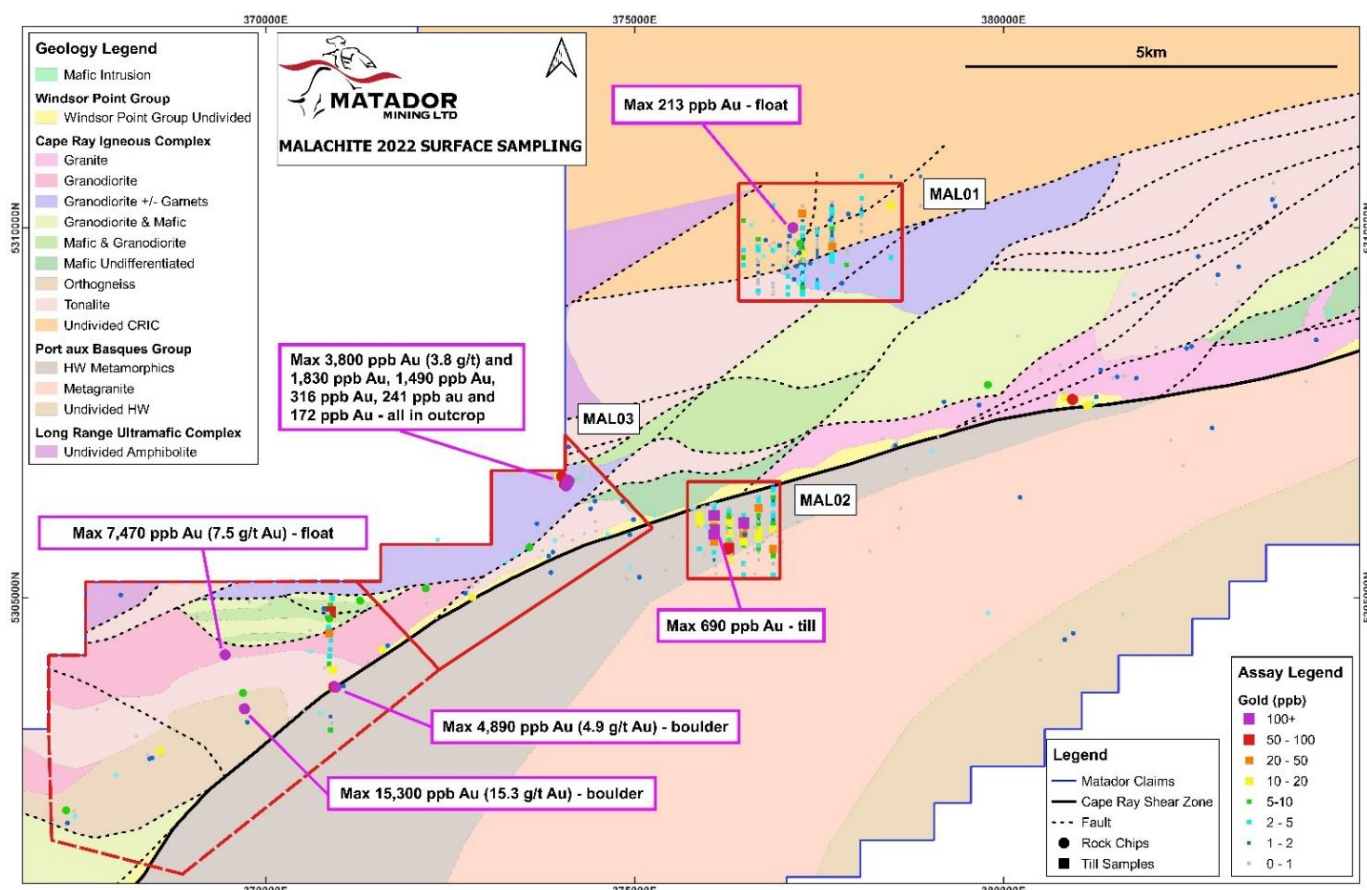 370000E
375000E
380000E
Geology Legend
Mafic Intrusion
Windsor Point Group
Windsor Point Group Undivided
Cape Ray Igneous Complex
Granite
Granodiorite
Granodiorite +/- Garnets
Granodiorite & Mafic
Mafic & Granodiorite
Mafic Undifferentiated
Orthogneiss
Tonalite
Undivided CRIC
Port aux Basques Group
HW Metamorphics
Metagranite
Undivided HW
Long Range Ultramafic Complex
Undivided Amphibolite
MATADOR
MINING LTD
MALACHITE 2022 SURFACE SAMPLING
5km
Max 213 ppb Au - float
MAL01
5310000N
5310000N
Max 3,800 ppb Au (3.8 g/t) and
1,830 ppb Au, 1,490 ppb Au,
316 ppb Au, 241 ppb au and
172 ppb Au - all in outcrop
MAL03
MAL02
Max 7,470 ppb Au (7.5 g/t Au) - float
5305000N
5305000N
Max 690 ppb Au - till
Max 4,890 ppb Au (4.9 g/t Au) - boulder
Max 15,300 ppb Au (15.3 g/t Au) - boulder
Legend
Matador Claims
Cape Ray Shear Zone
Fault
Rock Chips
Till Samples
Assay Legend
Gold (ppb)
100+
50 - 100
20 - 50
10 - 20
5-10
2 - 5
1 - 2
0 - 1
370000E
375000E
380000E